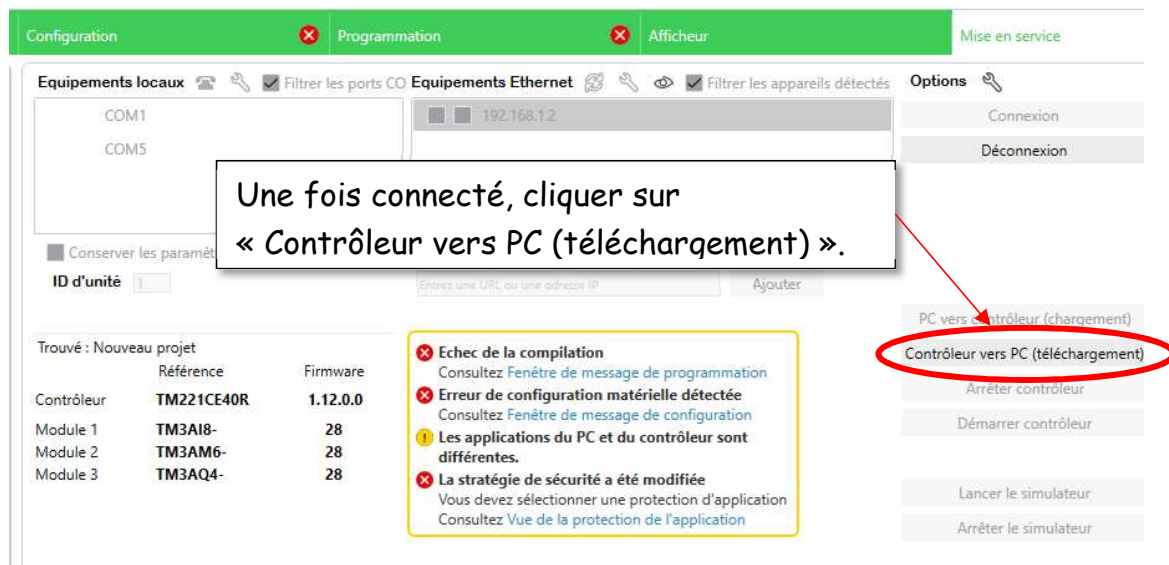 Configuration
Programmation
Afficheur
Mise en service
Equipements locaux
Filtrer les ports CO
Equipements Ethernet
Filtrer les appareils détectés
Options
COM1
COM5
192.168.1.2
Connexion
Déconnexion
Une fois connecté, cliquer sur
« Contrôleur vers PC (téléchargement) ».
Conserver les paramèt
ID d'unité
1
Entrez une URL ou une adresse IP
Ajouter
PC vers contrôleur (chargement)
Contrôleur vers PC (téléchargement)
Arrêter contrôleur
Démarrer contrôleur
Lancer le simulateur
Arrêter le simulateur
Trouvé : Nouveau projet
Référence Firmware
Contrôleur TM221CE40R 1.12.0.0
Module 1 TM3AI8- 28
Module 2 TM3AM6- 28
Module 3 TM3AQ4- 28
Echec de la compilation
Consultez Fenêtre de message de programmation
Erreur de configuration matérielle détectée
Consultez Fenêtre de message de configuration
Les applications du PC et du contrôleur sont
différentes.
La stratégie de sécurité a été modifiée
Vous devez sélectionner une protection d'application
Consultez Vue de la protection de l'application